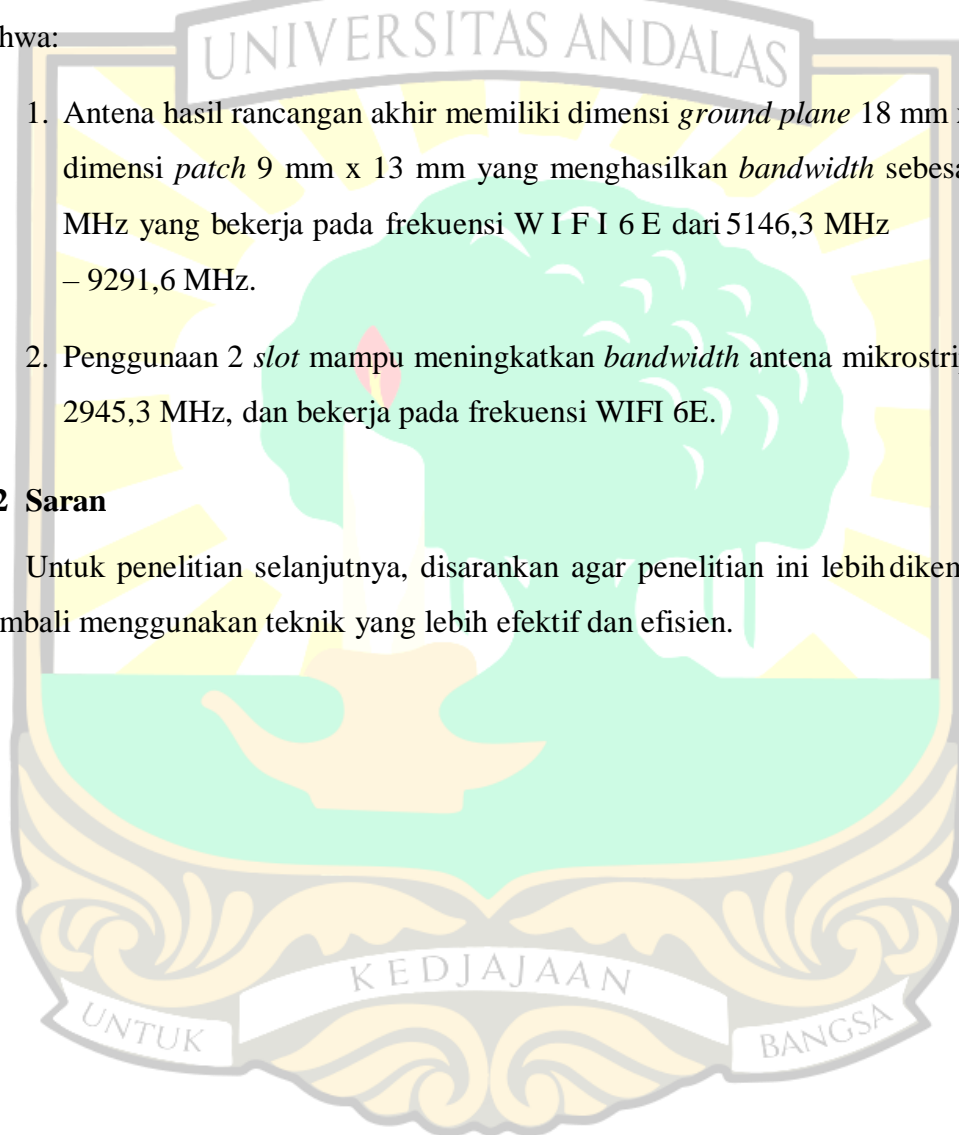 UNIVERSITAS ANDALAS
hwa:
1. Antena hasil rancangan akhir memiliki dimensi ground plane 18 mm
dimensi patch 9 mm x 13 mm yang menghasilkan bandwidth sebesa
MHz yang bekerja pada frekuensi W I F I 6 E dari 5146,3 MHz
– 9291,6 MHz.
2. Penggunaan 2 slot mampu meningkatkan bandwidth antena mikrostri
2945,3 MHz, dan bekerja pada frekuensi WIFI 6E.
2 Saran
Untuk penelitian selanjutnya, disarankan agar penelitian ini lebih diken
mbali menggunakan teknik yang lebih efektif dan efisien.
KEDJAJAAN
UNTUK
BANGSA